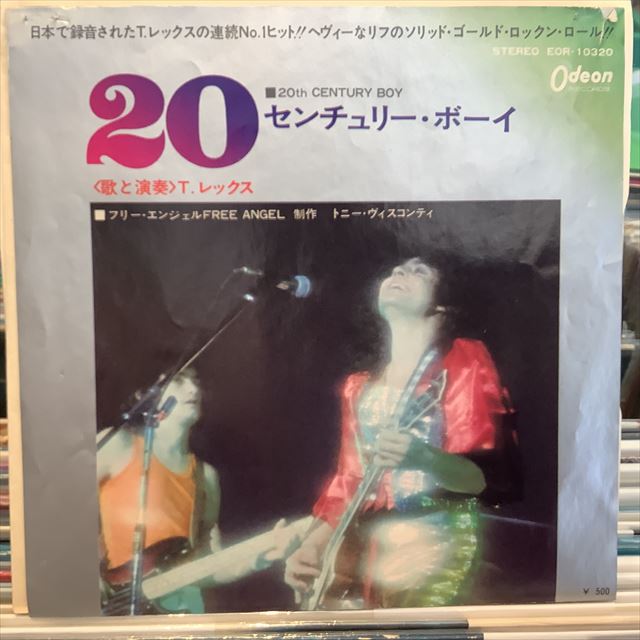 日本で録音されたT.レックスの連続No.1ヒット!!ヘヴィーなリフのソリッド・ゴールド・ロックン・ロール!!
STEREO EOR-10320
Odeon
RECORDS
■20th CENTURY BOY
20センチュリー・ボーイ
〈歌と演奏〉T.レックス
■フリー・エンジェルFREE ANGEL 制作 トニー・ヴィスコンティ
¥ 500